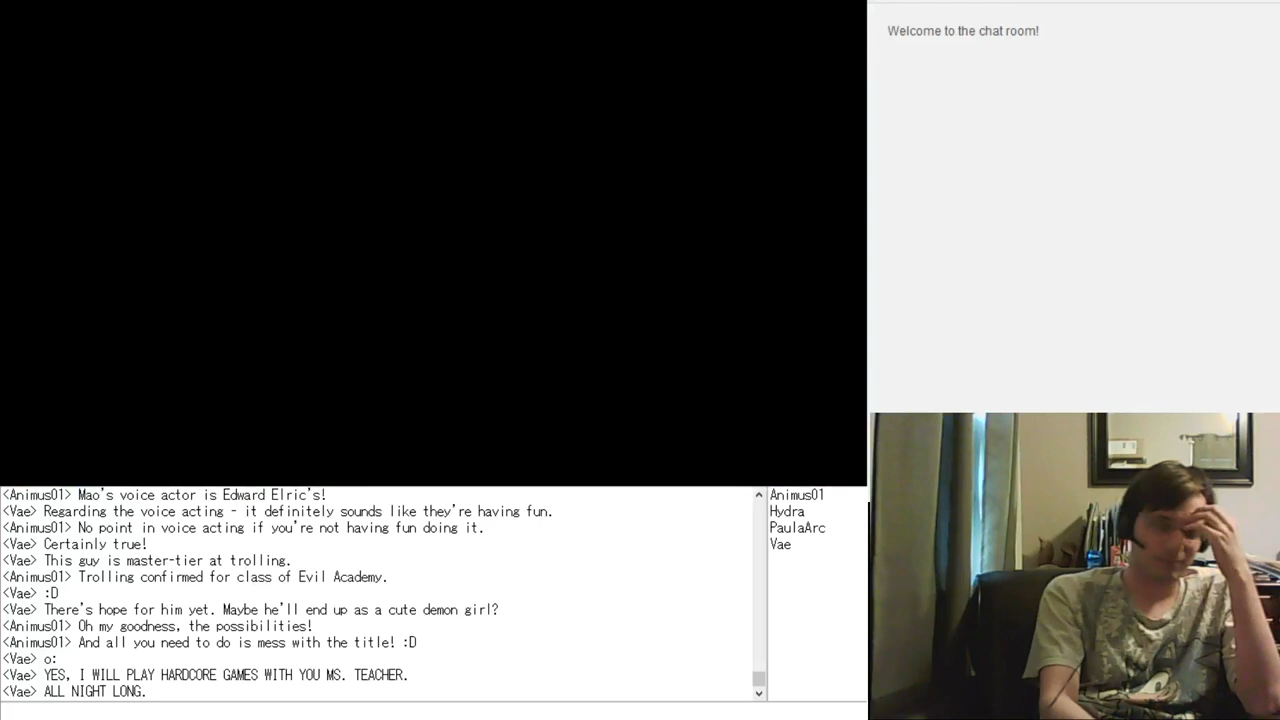 Welcome to the chat room!
<Animus01> Mao's voice actor is Edward Elric's!
<Vae> Regarding the voice acting - it definitely sounds like they're having fun.
<Animus01> No point in voice acting if you're not having fun doing it.
<Vae> Certainly true!
<Vae> This guy is master-tier at trolling.
<Animus01> Trolling confirmed for class of Evil Academy.
<Vae> :D
<Vae> There's hope for him yet. Maybe he'll end up as a cute demon girl?
<Animus01> Oh my goodness, the possibilities!
<Animus01> And all you need to do is mess with the title! :D
<Vae> o:
<Vae> YES, I WILL PLAY HARDCORE GAMES WITH YOU MS. TEACHER.
<Vae> ALL NIGHT LONG.
Animus01
Hydra
PaulaArc
Vae